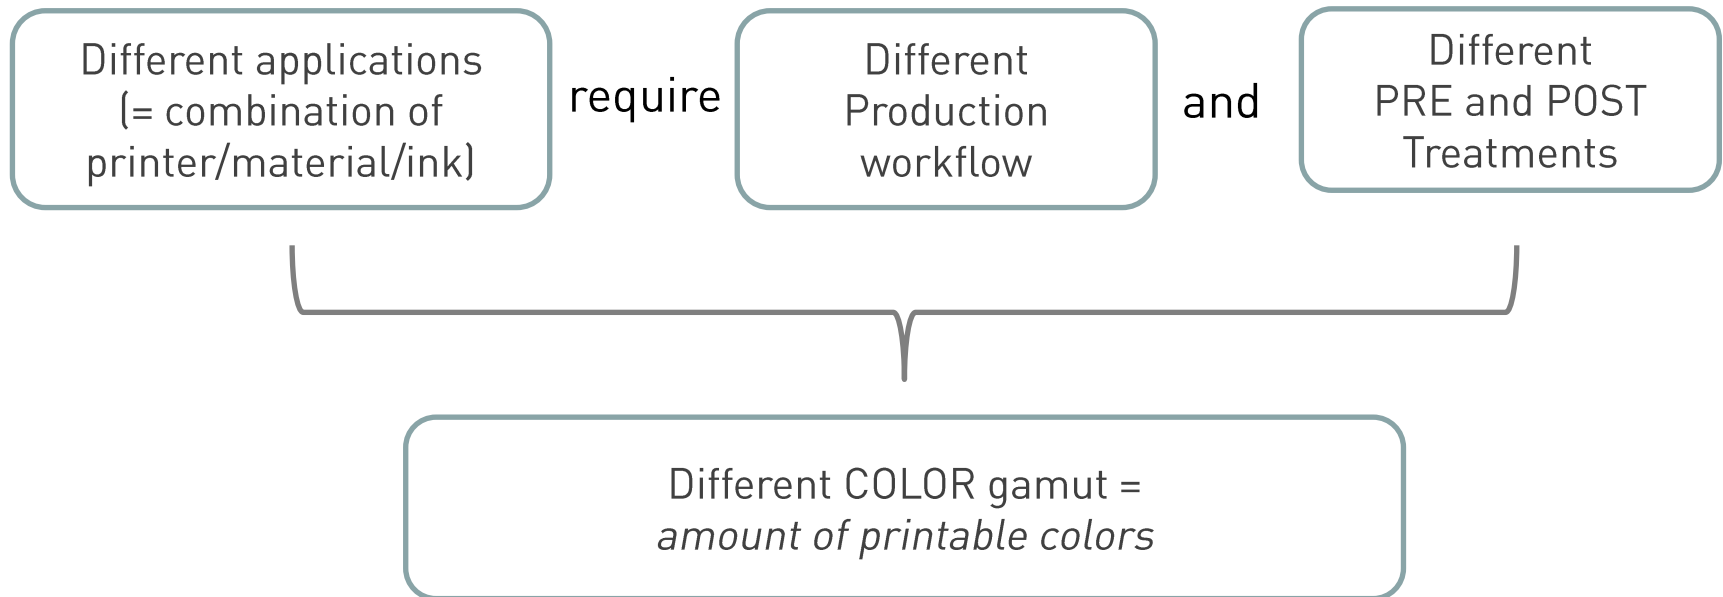 Different applications
(= combination of
printer/material/ink)
require
Different
Production
workflow
and
Different
PRE and POST
Treatments
Different COLOR gamut =
amount of printable colors